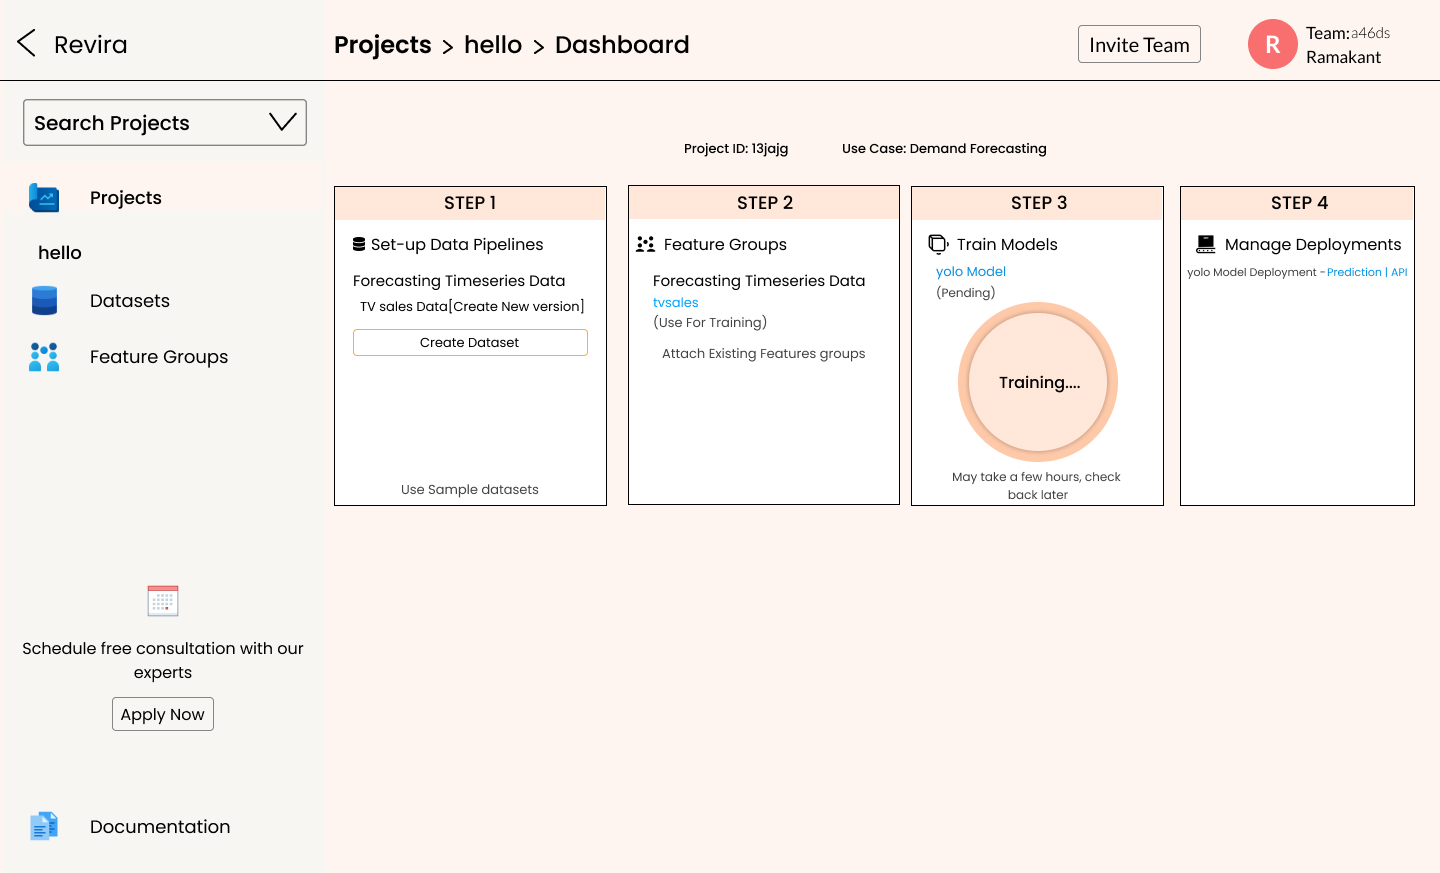 Revira
Projects > hello > Dashboard
Invite Team
R
Team:a46ds
Ramakant
Search Projects
Projects
hello
Datasets
Feature Groups
Schedule free consultation with our
experts
Apply Now
Documentation
Project ID: 13jajg
Use Case: Demand Forecasting
STEP 1
Set-up Data Pipelines
Forecasting Timeseries Data
TV sales Data[Create New version]
Create Dataset
Use Sample datasets
STEP 2
Feature Groups
Forecasting Timeseries Data
tvsales
(Use For Training)
Attach Existing Features groups
STEP 3
Train Models
yolo Model
(Pending)
Training....
May take a few hours, check
back later
STEP 4
Manage Deployments
yolo Model Deployment -Prediction | API